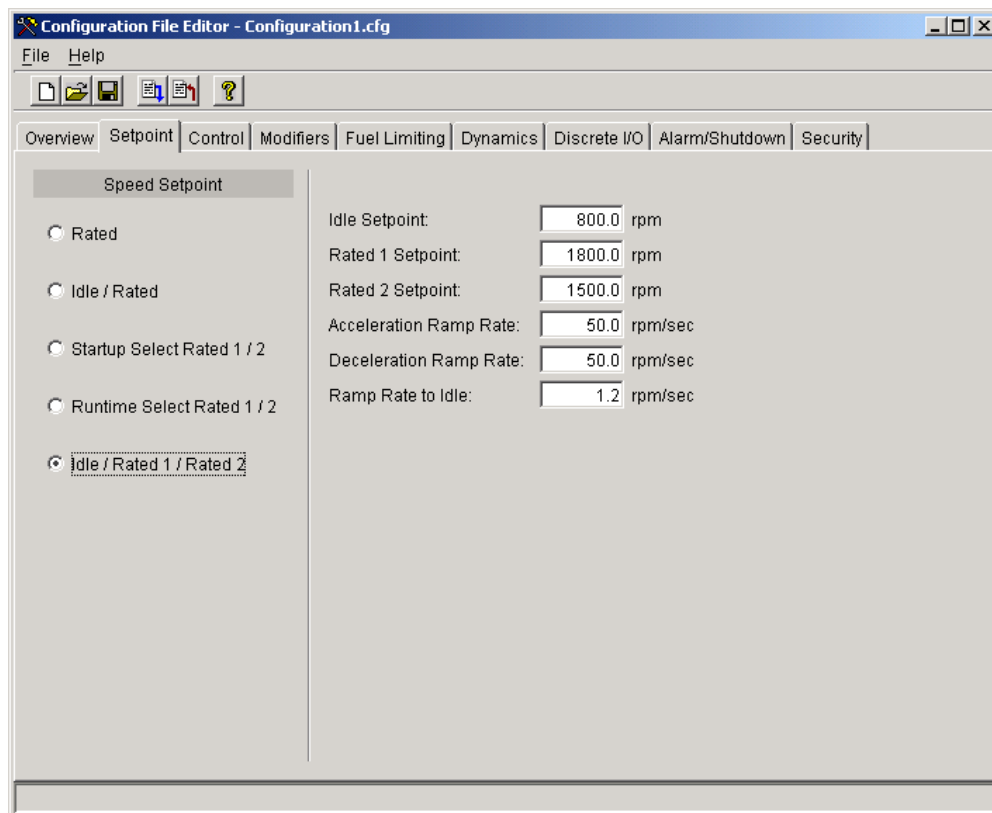 Configuration File Editor - Configuration1.cfg
File Help
Overview Setpoint Control Modifiers Fuel Limiting Dynamics Discrete I/O Alarm/Shutdown Security
Speed Setpoint
Rated
Idle / Rated
Startup Select Rated 1 / 2
Runtime Select Rated 1 / 2
Idle / Rated 1 / Rated 2
Idle Setpoint: 800.0 rpm
Rated 1 Setpoint: 1800.0 rpm
Rated 2 Setpoint: 1500.0 rpm
Acceleration Ramp Rate: 50.0 rpm/sec
Deceleration Ramp Rate: 50.0 rpm/sec
Ramp Rate to Idle: 1.2 rpm/sec